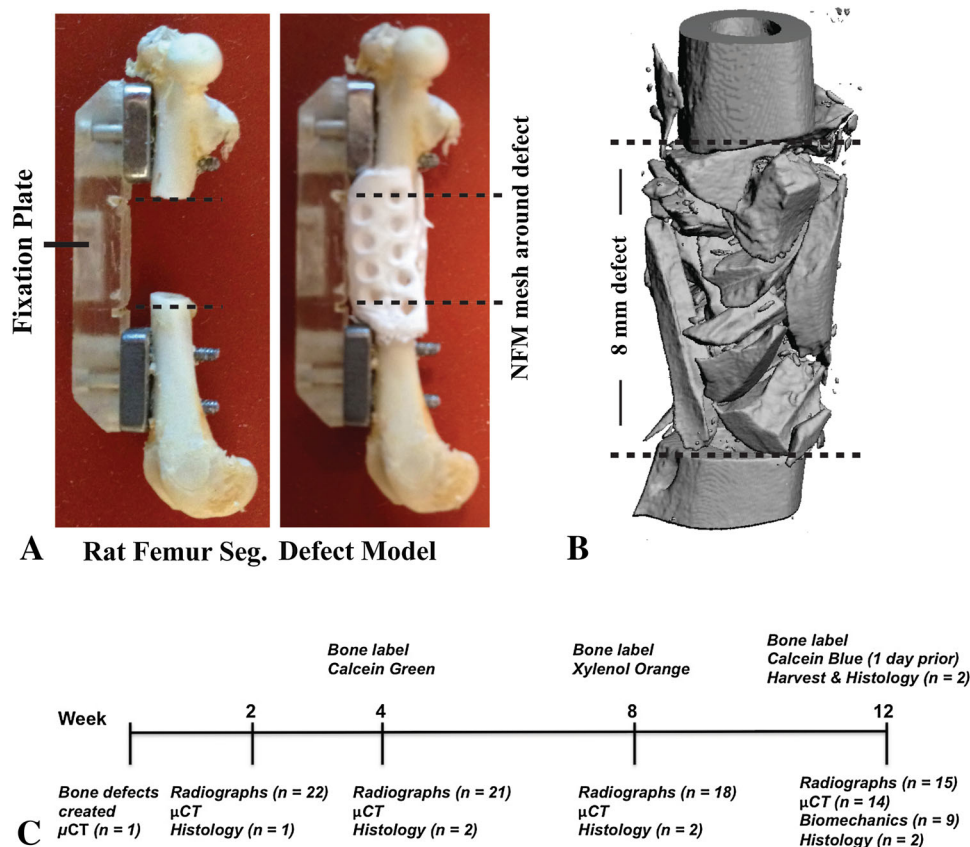 Fixation Plate
NFM mesh around defect
8 mm defect
A
Rat Femur Seg. Defect Model
B
Bone label
Calcein Green
Bone label
Xylenol Orange
Bone label
Calcein Blue (1 day prior)
Harvest & Histology (n = 2)
Week
2
4
8
12
Bone defects
created
μCT (n = 1)
Radiographs (n = 22)
μCT
Histology (n = 1)
Radiographs (n = 21)
μCT
Histology (n = 2)
Radiographs (n = 18)
μCT
Histology (n = 2)
Radiographs (n = 15)
μCT (n = 14)
Biomechanics (n = 9)
Histology (n = 2)
C